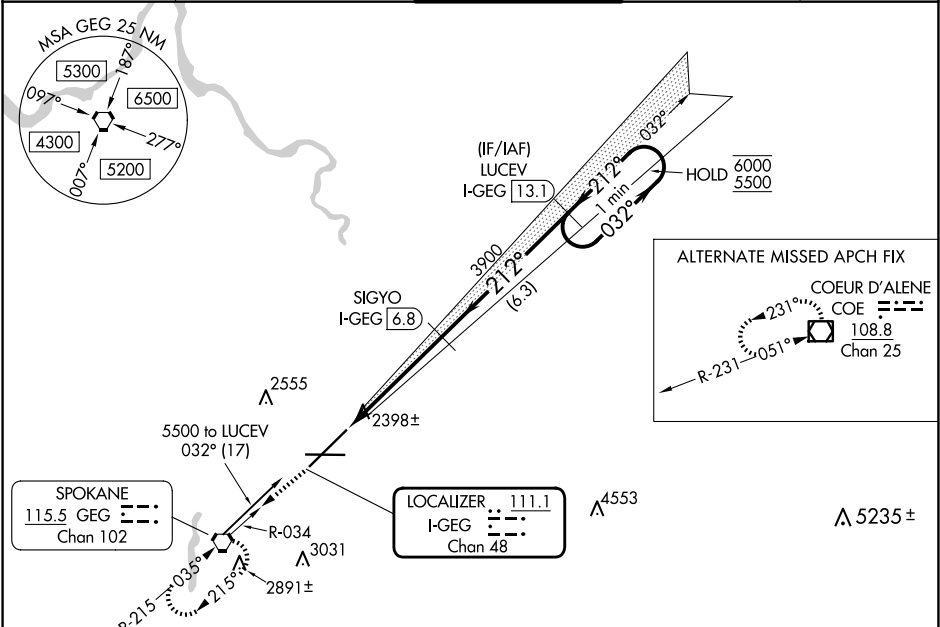 MSA GEG 25 NM
5300
187°
097°
6500
4300
277°
007°
5200
(IF/IAF)
LUCEV
I-GEG 13.1
032°
212°
1 min
032°
HOLD 6000
5500
3900
212°
(6.3)
SIGYO
I-GEG 6.8
ALTERNATE MISSED APCH FIX
COEUR D'ALENE
COE
108.8
Chan 25
231°
R-231
051°
2555
2398±
5500 to LUCEV
032° (17)
SPOKANE
115.5 GEG
Chan 102
R-034
LOCALIZER 111.1
I-GEG
Chan 48
4553
5235±
3031
2891±
R-215
035°
215°